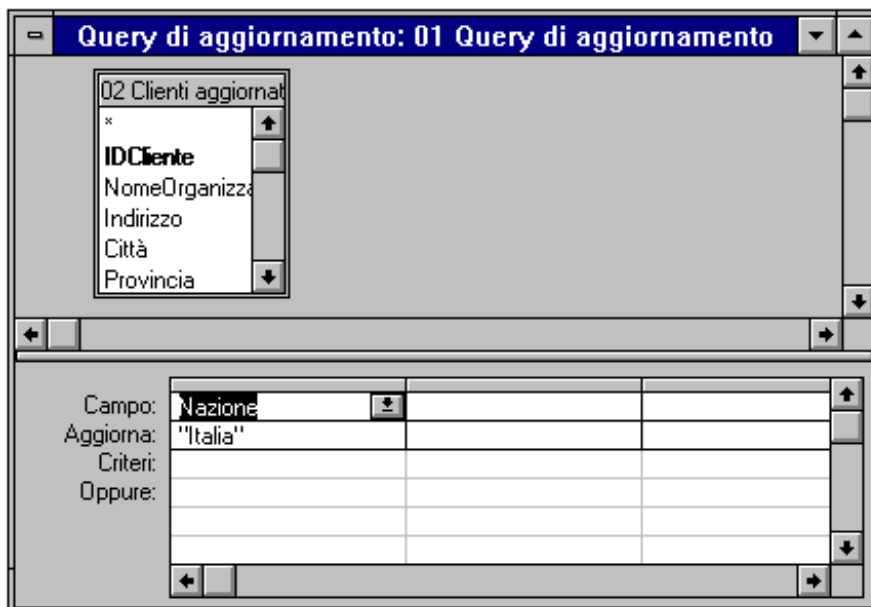 Query di aggiornamento: 01 Query di aggiornamento
02 Clienti aggiornat
*
IDCliente
NomeOrganizza
Indirizzo
Città
Provincia
Campo: Nazione
Aggiorna: "Italia"
Criteri:
Oppure: